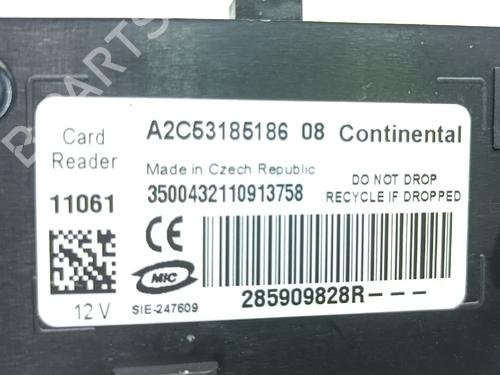 B-PARTS
Card Reader
A2C53185186 08 Continental
Made in Czech Republic
11061
3500432110913758
DO NOT DROP
RECYCLE IF DROPPED
CE
MIC
12 V
SIE-247609
285909828R---